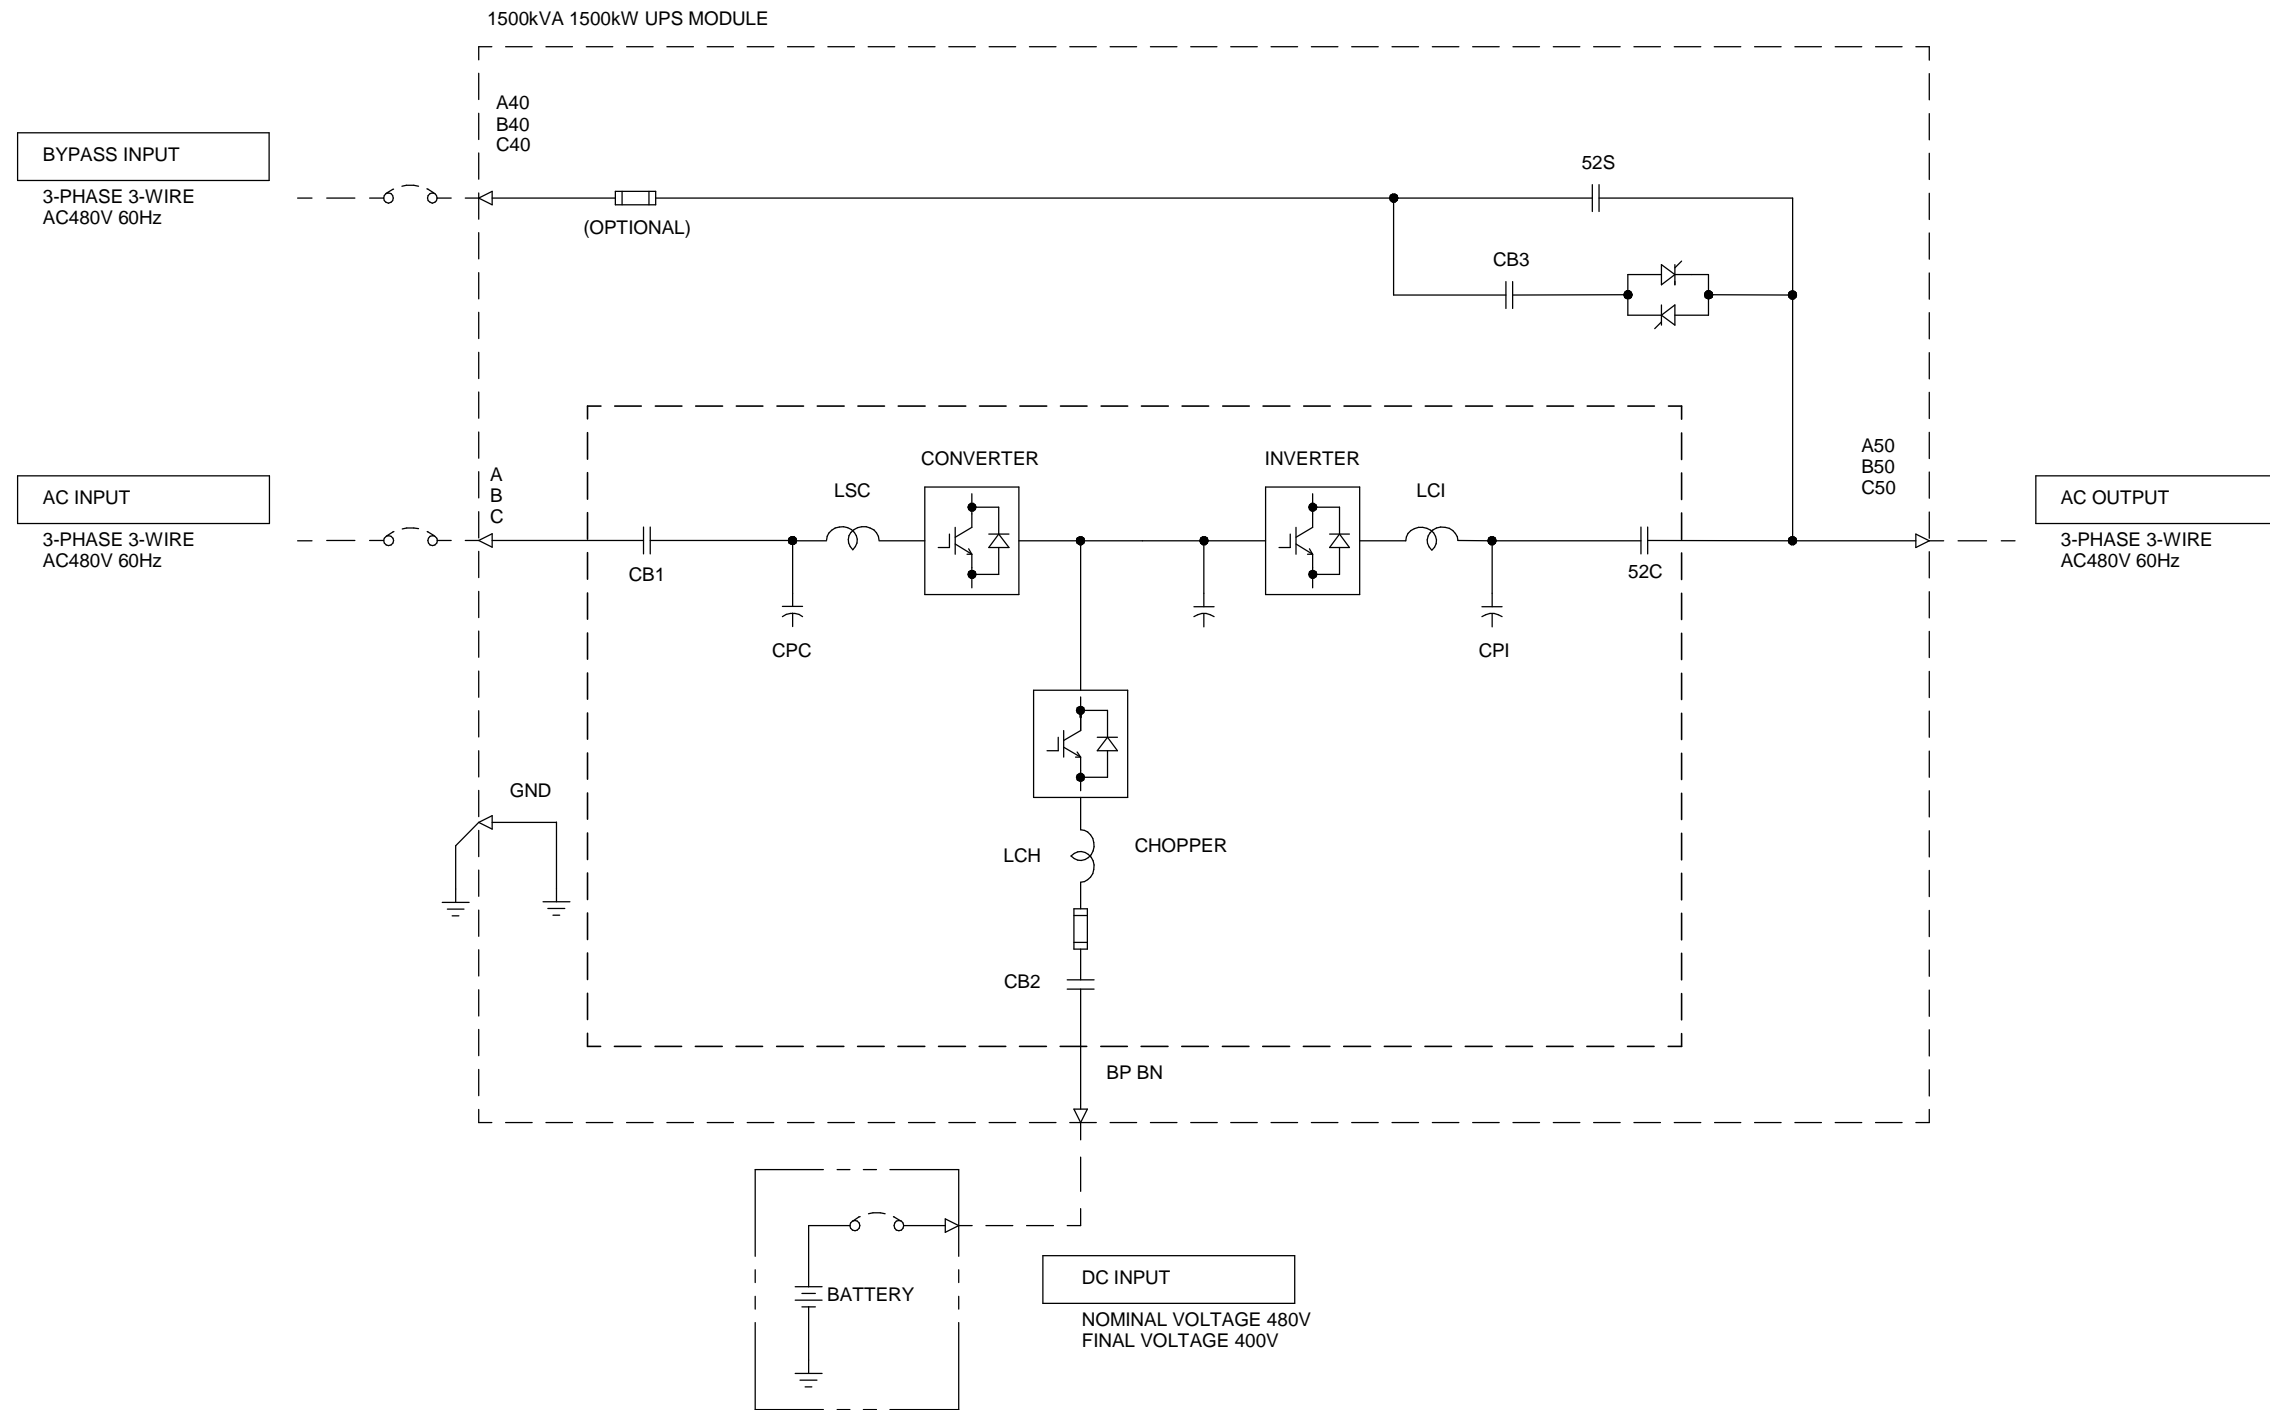 1500kVA 1500kW UPS MODULE
A40
B40
C40
BYPASS INPUT
3-PHASE 3-WIRE
AC480V 60Hz
(OPTIONAL)
52S
CB3
A50
B50
C50
CONVERTER
INVERTER
AC INPUT
3-PHASE 3-WIRE
AC480V 60Hz
A
B
C
LSC
LCI
AC OUTPUT
3-PHASE 3-WIRE
AC480V 60Hz
CB1
52C
CPC
CPI
GND
LCH
CHOPPER
CB2
BP BN
BATTERY
DC INPUT
NOMINAL VOLTAGE 480V
FINAL VOLTAGE 400V